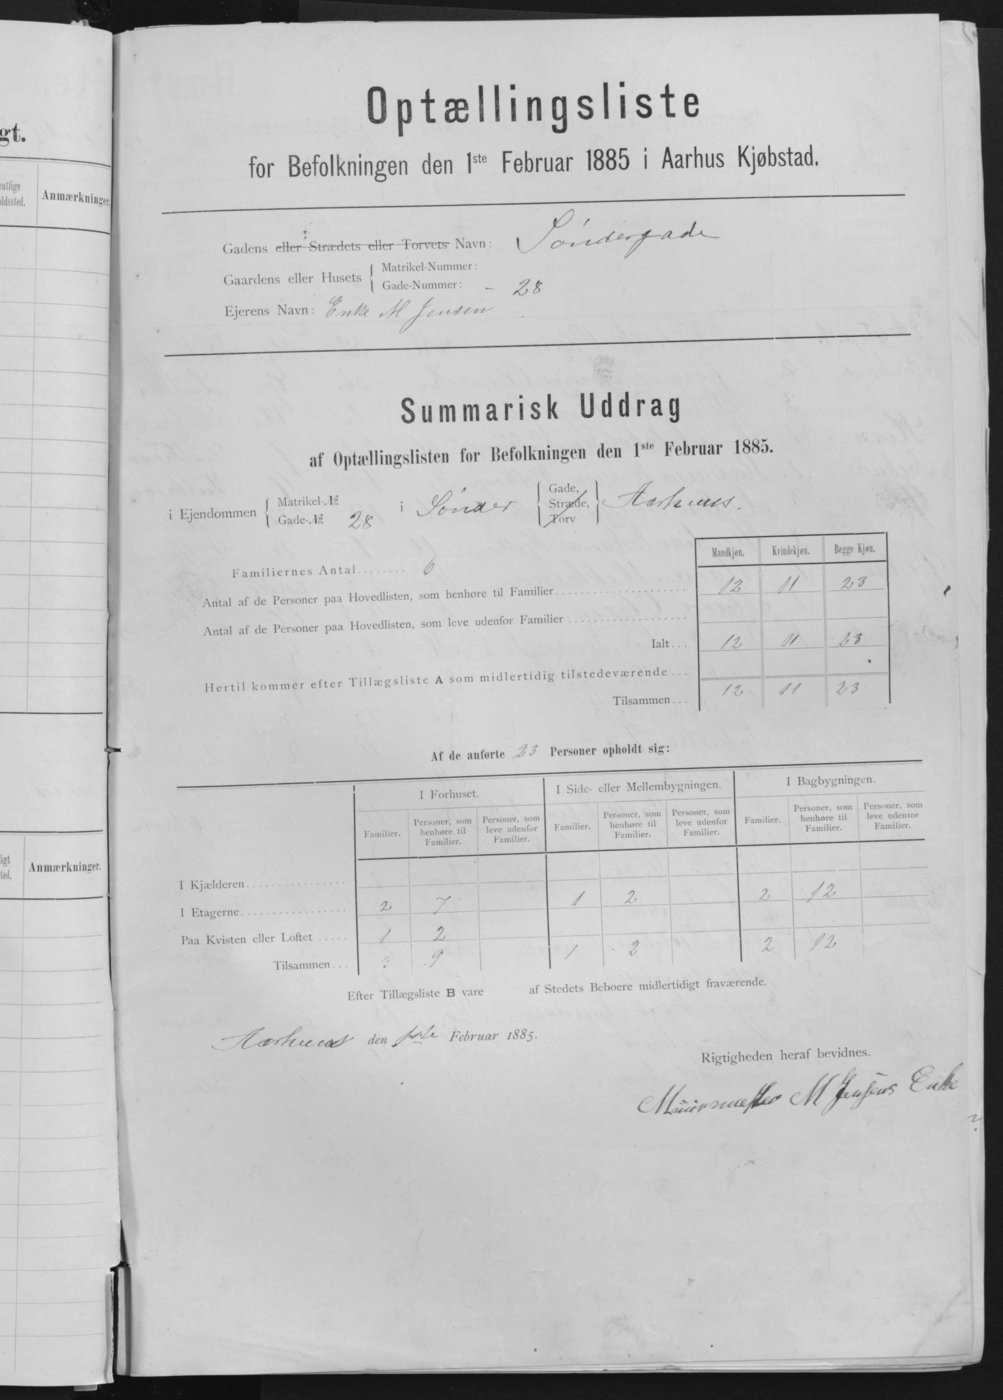 gt.
Anmærkninger.
Anmærkninger.
Optællingsliste
for Befolkningen den 1ste Februar 1885 i Aarhus Kjøbstad.
Gadens eller Strædets eller Torvets Navn: Søndergade
Gaardens eller Husets Matrikel-Nummer:
Gade-Nummer: – 28
Ejerens Navn: Enke M Jensen
Summarisk Uddrag
af Optællingslisten for Befolkningen den 1ste Februar 1885.
i Ejendommen Matrikel-№ i Sønder Gade, Stræde, Torv Aarhuus.
Gade-№ 28
Mandkjøn. Kvindekjøn. Begge Kjøn.
Familiernes Antal........ 6
Antal af de Personer paa Hovedlisten, som henhøre til Familier 12 11 23
Antal af de Personer paa Hovedlisten, som leve udenfor Familier
Ialt... 12 11 23
Hertil kommer efter Tillægsliste A som midlertidig tilstedeværende ...
Tilsammen... 12 11 23
Af de anførte 23 Personer opholdt sig:
I Forhuset. I Side- eller Mellembygningen. I Bagbygningen.
Familier. Personer, som henhøre til Familier. Personer, som leve udenfor Familier. Familier. Personer, som henhøre til Familier. Personer, som leve udenfor Familier. Familier. Personer, som henhøre til Familier. Personer, som leve udenfor Familier.
I Kjælderen
I Etagerne 2 7 1 2 2 12
Paa Kvisten eller Loftet 1 2
Tilsammen... 3 9 1 2 2 12
Efter Tillægsliste B vare af Stedets Beboere midlertidigt fraværende.
Aarhuus den 1ste Februar 1885.
Rigtigheden heraf bevidnes.
Muurmester M Jensens Enke